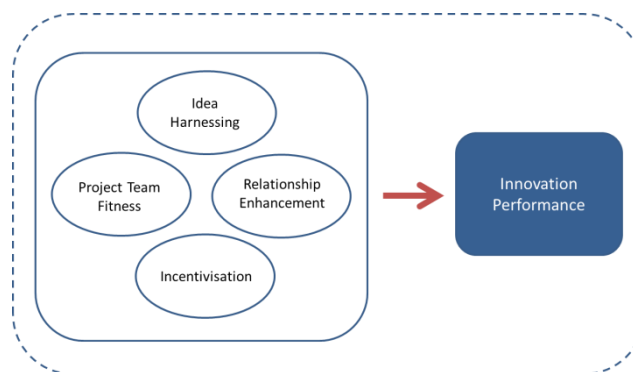 Idea
Harnessing
Project Team
Fitness
Relationship
Enhancement
Incentivisation
Innovation
Performance